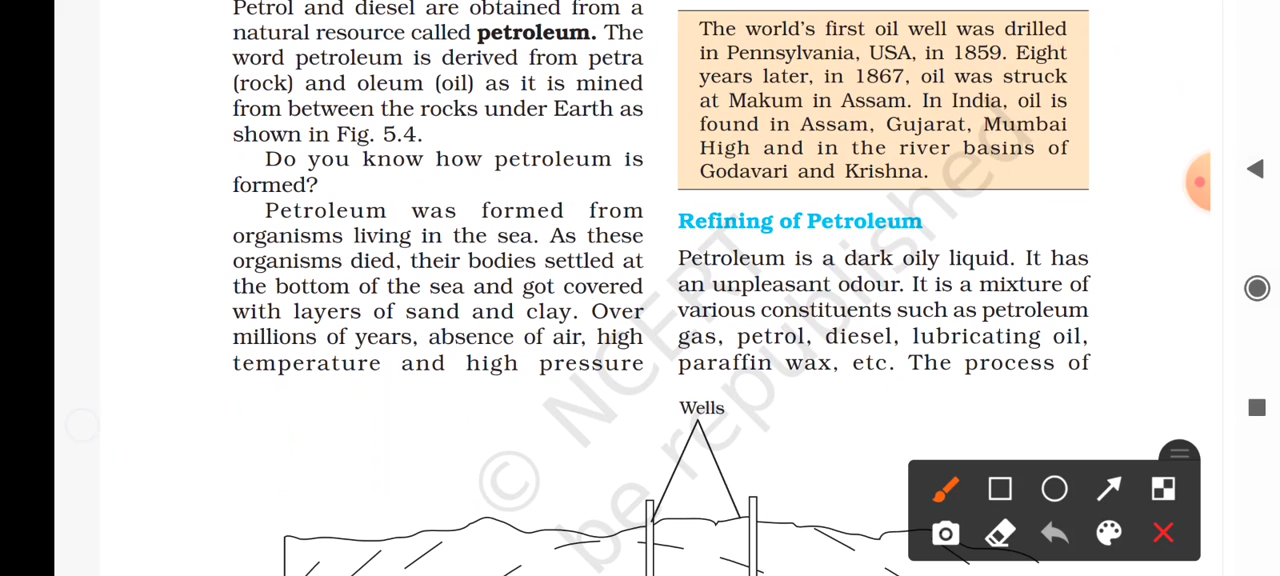 Petrol and diesel are obtained from a
natural resource called petroleum. The
word petroleum is derived from petra
(rock) and oleum (oil) as it is mined
from between the rocks under Earth as
shown in Fig. 5.4.
Do you know how petroleum is
formed?
Petroleum was formed from
organisms living in the sea. As these
organisms died, their bodies settled at
the bottom of the sea and got covered
with layers of sand and clay. Over
millions of years, absence of air, high
temperature and high pressure
The world's first oil well was drilled
in Pennsylvania, USA, in 1859. Eight
years later, in 1867, oil was struck
at Makum in Assam. In India, oil is
found in Assam, Gujarat, Mumbai
High and in the river basins of
Godavari and Krishna.
Refining of Petroleum
Petroleum is a dark oily liquid. It has
an unpleasant odour. It is a mixture of
various constituents such as petroleum
gas, petrol, diesel, lubricating oil,
paraffin wax, etc. The process of
Wells
© NCERT
be republished